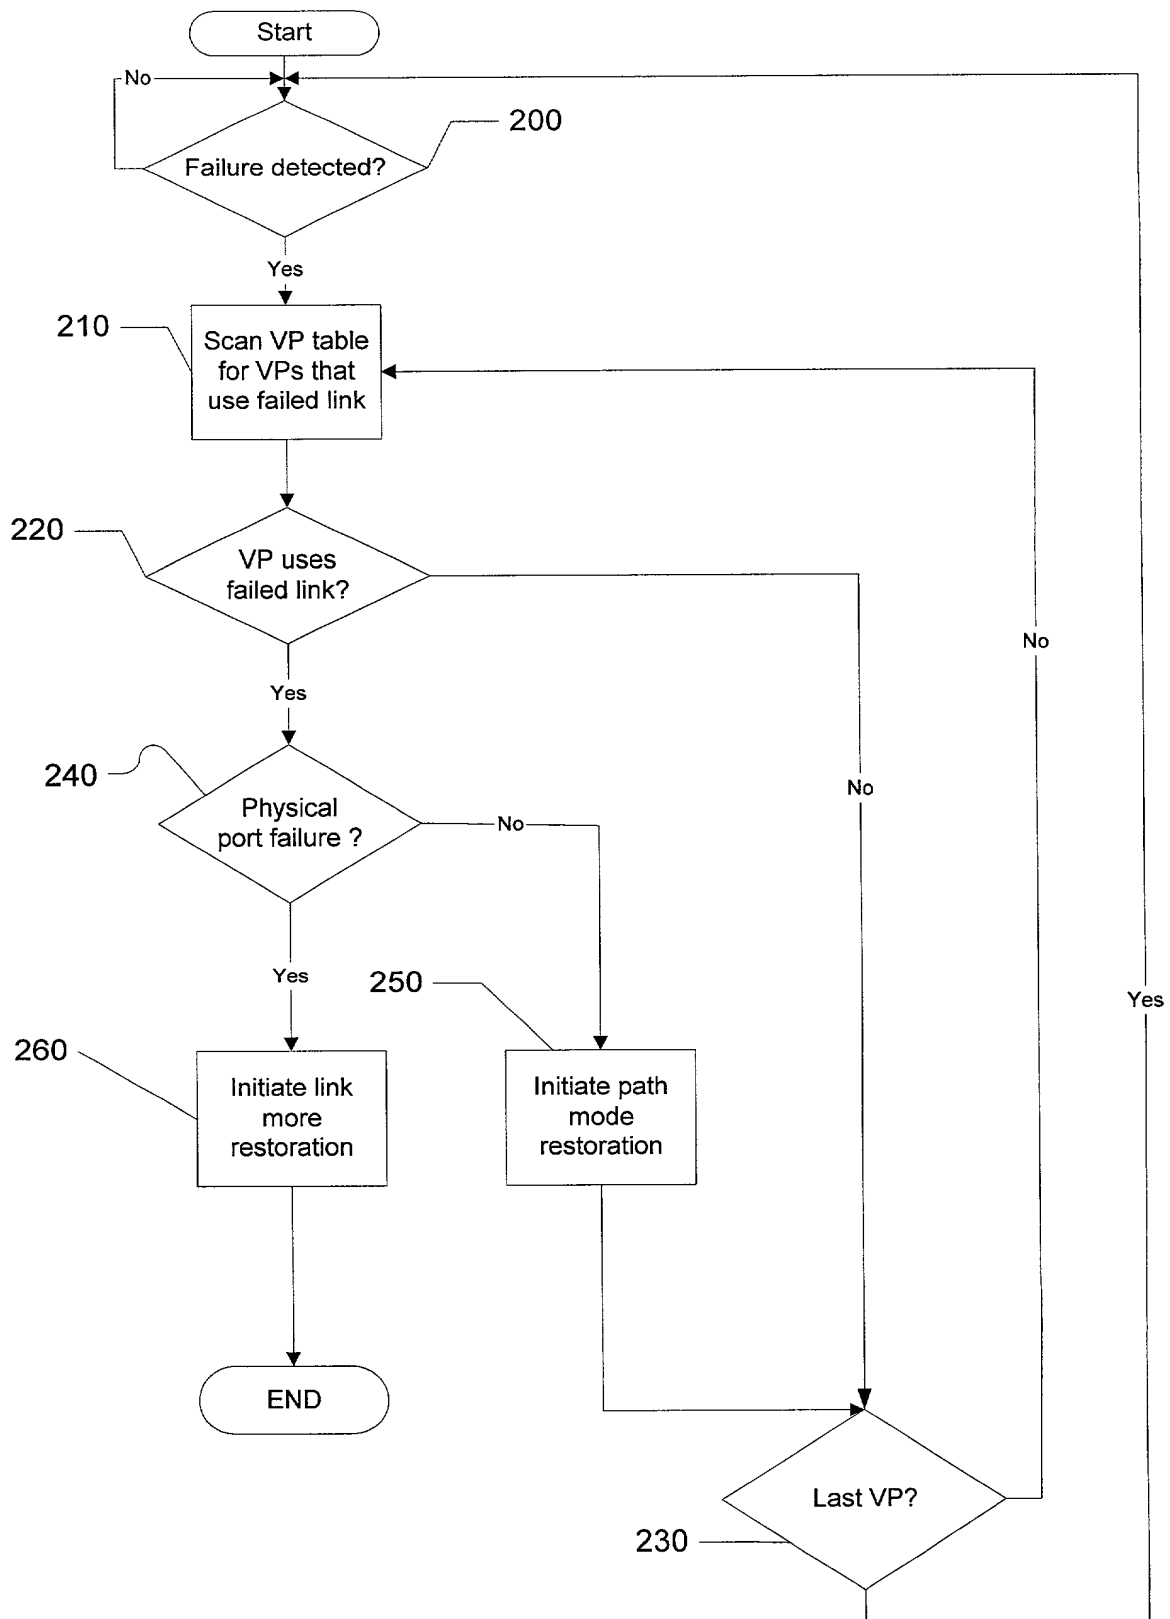 Start
No
200
Failure detected?
Yes
210
Scan VP table
for VPs that
use failed link
220
VP uses
failed link?
No
Yes
240
Physical
port failure ?
No
No
Yes
250
Yes
260
Initiate link
more
restoration
Initiate path
mode
restoration
END
Last VP?
230